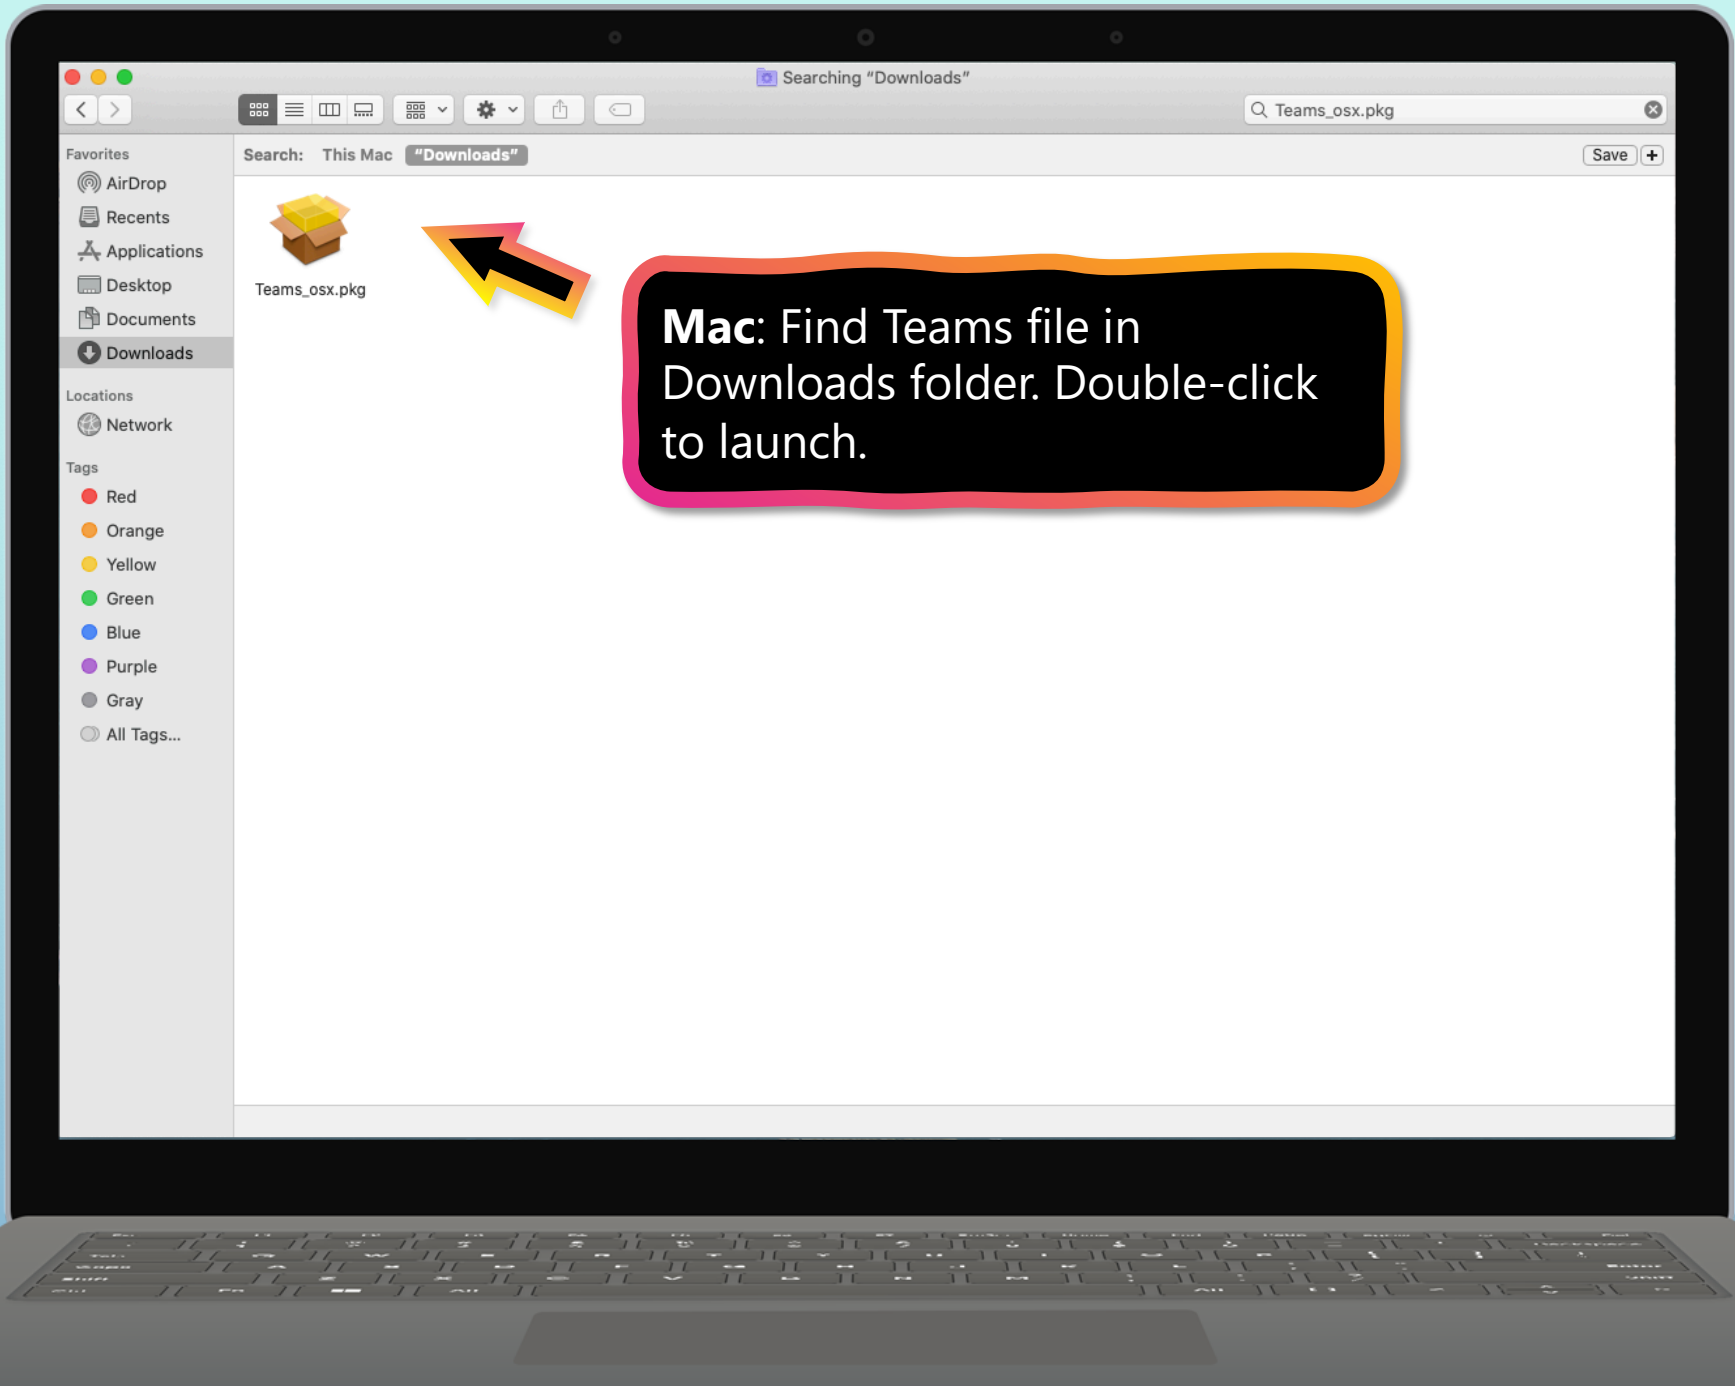 Searching “Downloads”
Teams_osx.pkg
Favorites
AirDrop
Recents
Applications
Desktop
Documents
Downloads
Locations
Network
Tags
Red
Orange
Yellow
Green
Blue
Purple
Gray
All Tags...
Search: This Mac “Downloads” Save +
Teams_osx.pkg
Mac: Find Teams file in
Downloads folder. Double-click
to launch.